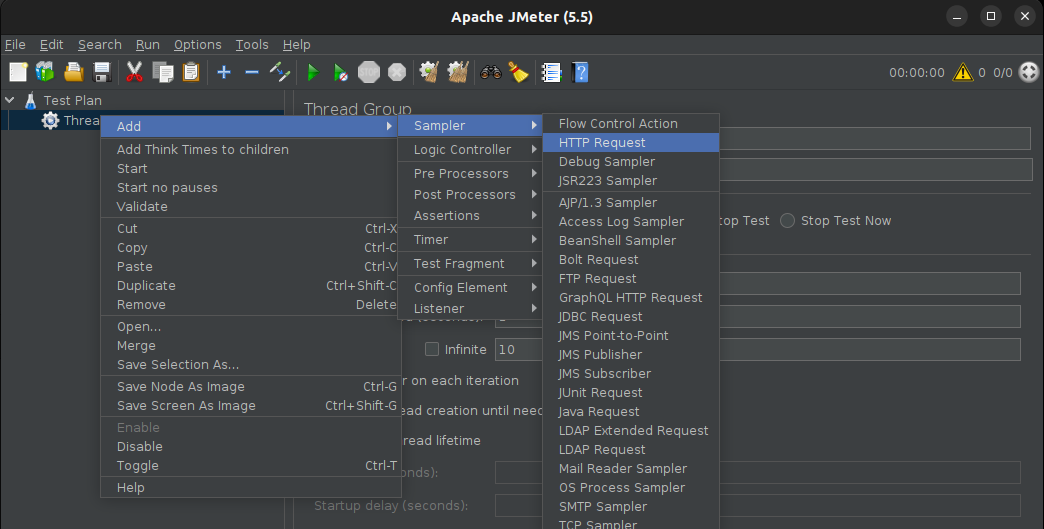 Apache JMeter (5.5)
File Edit Search Run Options Tools Help
00:00:00 0 0/0
Test Plan
Thread Group
Add
Add Think Times to children
Start
Start no pauses
Validate
Cut Ctrl-X
Copy Ctrl-C
Paste Ctrl-V
Duplicate Ctrl+Shift-C
Remove Delete
Open...
Merge
Save Selection As...
Save Node As Image Ctrl-G
Save Screen As Image Ctrl+Shift-G
Enable
Disable
Toggle Ctrl-T
Help
Sampler
Logic Controller
Pre Processors
Post Processors
Assertions
Timer
Test Fragment
Config Element
Listener
Flow Control Action
HTTP Request
Debug Sampler
JSR223 Sampler
AJP/1.3 Sampler
Access Log Sampler
BeanShell Sampler
Bolt Request
FTP Request
GraphQL HTTP Request
JDBC Request
JMS Point-to-Point
JMS Publisher
JMS Subscriber
JUnit Request
Java Request
LDAP Extended Request
LDAP Request
Mail Reader Sampler
OS Process Sampler
SMTP Sampler
TCP Sampler
Test Stop Test Now
(seconds):
Infinite 10
on each iteration
creation until
lifetime
Startup delay (seconds):